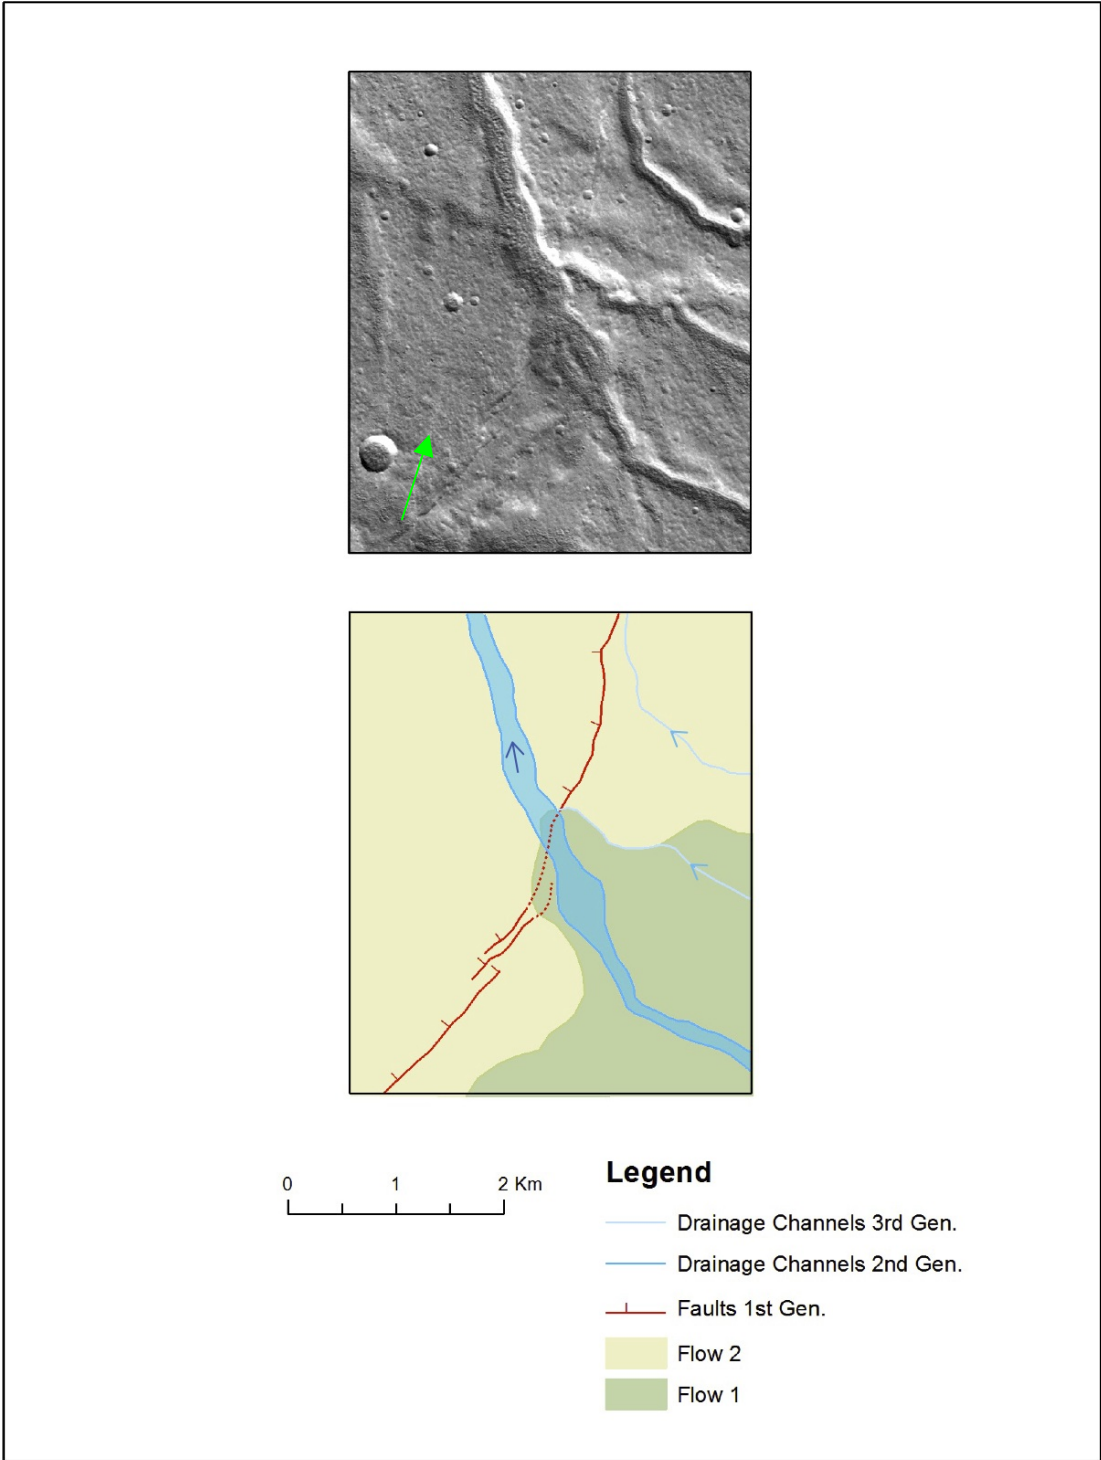 0 1 2 Km
Legend
Drainage Channels 3rd Gen.
Drainage Channels 2nd Gen.
Faults 1st Gen.
Flow 2
Flow 1